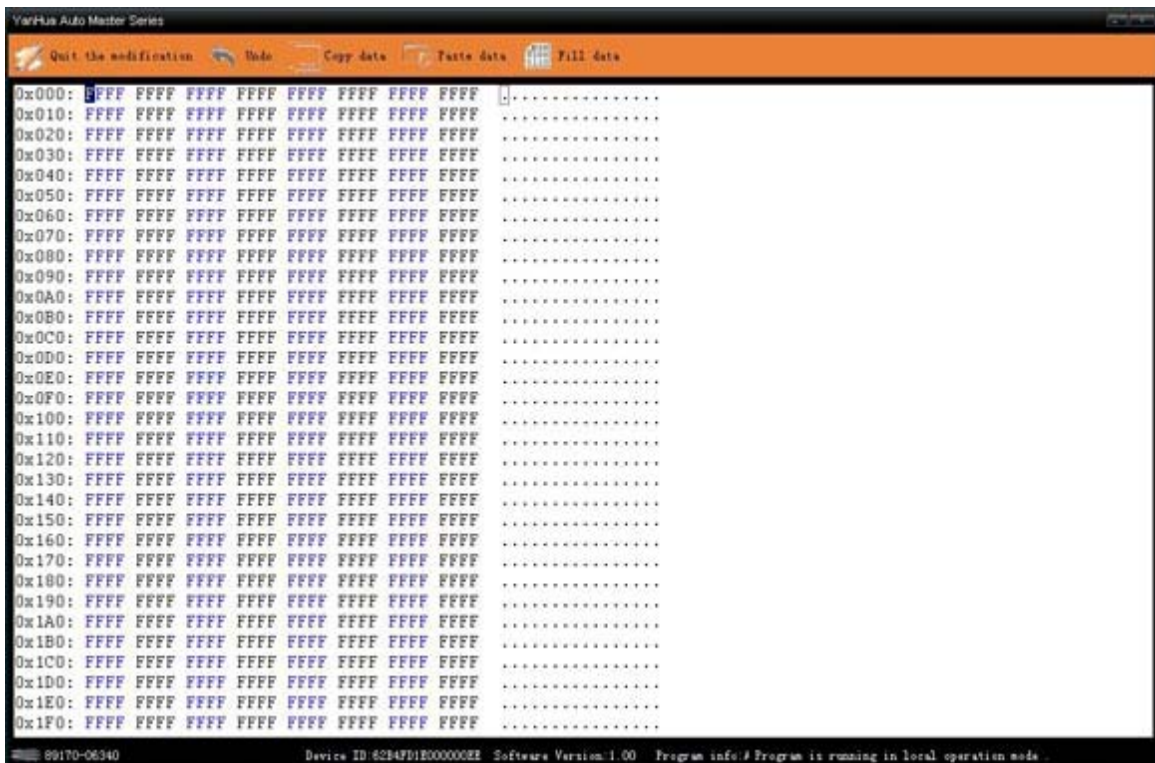 YanHua Auto Master Series
Quit the modification Undo Copy data Paste data Fill data
0x000: FFFF FFFF FFFF FFFF FFFF FFFF FFFF FFFF ................
0x010: FFFF FFFF FFFF FFFF FFFF FFFF FFFF FFFF ................
0x020: FFFF FFFF FFFF FFFF FFFF FFFF FFFF FFFF ................
0x030: FFFF FFFF FFFF FFFF FFFF FFFF FFFF FFFF ................
0x040: FFFF FFFF FFFF FFFF FFFF FFFF FFFF FFFF ................
0x050: FFFF FFFF FFFF FFFF FFFF FFFF FFFF FFFF ................
0x060: FFFF FFFF FFFF FFFF FFFF FFFF FFFF FFFF ................
0x070: FFFF FFFF FFFF FFFF FFFF FFFF FFFF FFFF ................
0x080: FFFF FFFF FFFF FFFF FFFF FFFF FFFF FFFF ................
0x090: FFFF FFFF FFFF FFFF FFFF FFFF FFFF FFFF ................
0x0A0: FFFF FFFF FFFF FFFF FFFF FFFF FFFF FFFF ................
0x0B0: FFFF FFFF FFFF FFFF FFFF FFFF FFFF FFFF ................
0x0C0: FFFF FFFF FFFF FFFF FFFF FFFF FFFF FFFF ................
0x0D0: FFFF FFFF FFFF FFFF FFFF FFFF FFFF FFFF ................
0x0E0: FFFF FFFF FFFF FFFF FFFF FFFF FFFF FFFF ................
0x0F0: FFFF FFFF FFFF FFFF FFFF FFFF FFFF FFFF ................
0x100: FFFF FFFF FFFF FFFF FFFF FFFF FFFF FFFF ................
0x110: FFFF FFFF FFFF FFFF FFFF FFFF FFFF FFFF ................
0x120: FFFF FFFF FFFF FFFF FFFF FFFF FFFF FFFF ................
0x130: FFFF FFFF FFFF FFFF FFFF FFFF FFFF FFFF ................
0x140: FFFF FFFF FFFF FFFF FFFF FFFF FFFF FFFF ................
0x150: FFFF FFFF FFFF FFFF FFFF FFFF FFFF FFFF ................
0x160: FFFF FFFF FFFF FFFF FFFF FFFF FFFF FFFF ................
0x170: FFFF FFFF FFFF FFFF FFFF FFFF FFFF FFFF ................
0x180: FFFF FFFF FFFF FFFF FFFF FFFF FFFF FFFF ................
0x190: FFFF FFFF FFFF FFFF FFFF FFFF FFFF FFFF ................
0x1A0: FFFF FFFF FFFF FFFF FFFF FFFF FFFF FFFF ................
0x1B0: FFFF FFFF FFFF FFFF FFFF FFFF FFFF FFFF ................
0x1C0: FFFF FFFF FFFF FFFF FFFF FFFF FFFF FFFF ................
0x1D0: FFFF FFFF FFFF FFFF FFFF FFFF FFFF FFFF ................
0x1E0: FFFF FFFF FFFF FFFF FFFF FFFF FFFF FFFF ................
0x1F0: FFFF FFFF FFFF FFFF FFFF FFFF FFFF FFFF ................
89170-06340 Device ID:62B4FD1E000000EE Software Version:1.00 Program info:# Program is running in local operation mode .